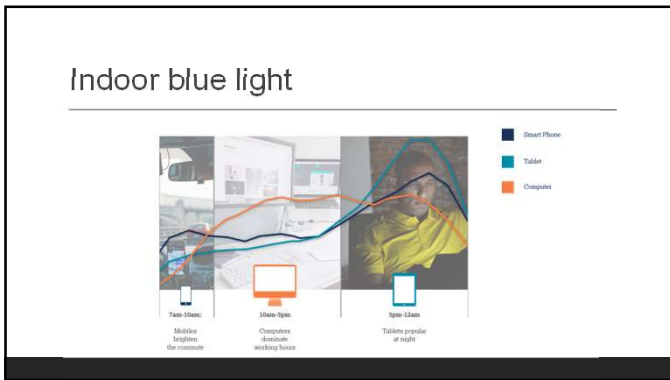 Indoor blue light
Smart Phone
Tablet
Computer
7am-10am:
Mobiles
brighten
the commute
10am-5pm
Computers
dominate
working hours
5pm-12am
Tablets popular
at night